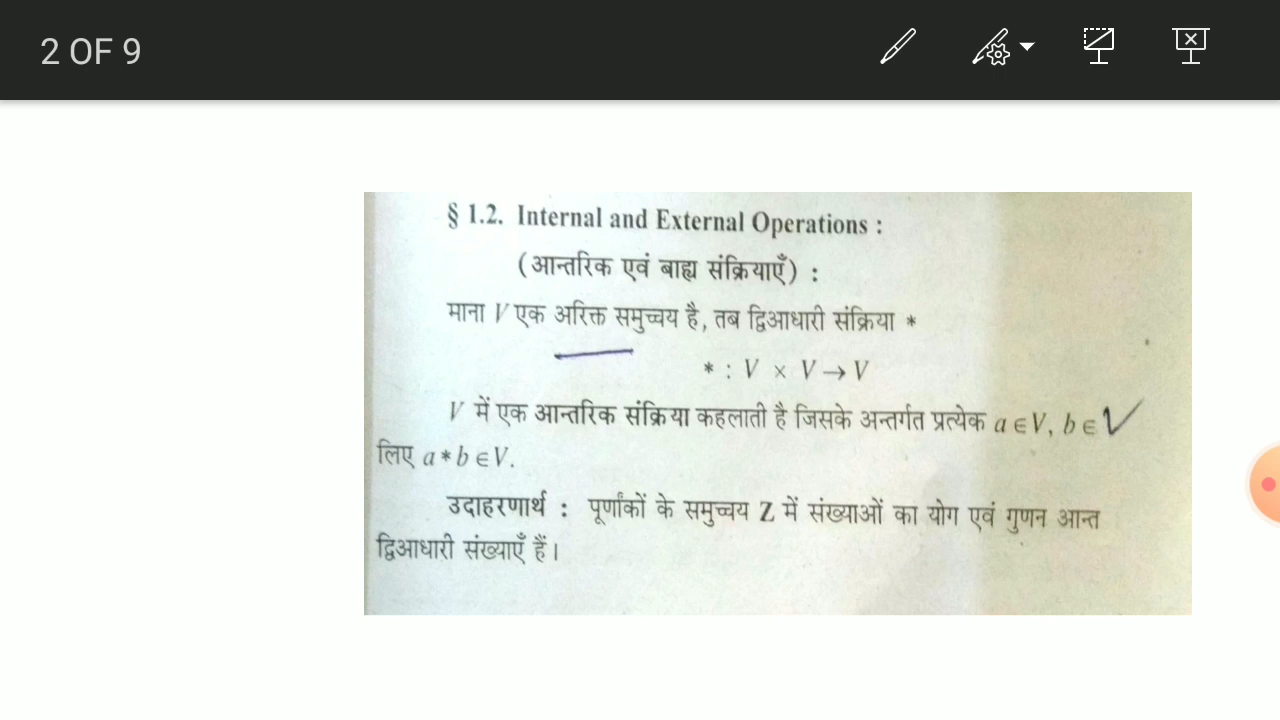 2 OF 9
§ 1.2. Internal and External Operations :
(आन्तरिक एवं बाह्य संक्रियाएँ) :
माना V एक अरिक्त समुच्चय है, तब द्विआधारी संक्रिया *
* : V × V → V
V में एक आन्तरिक संक्रिया कहलाती है जिसके अन्तर्गत प्रत्येक a ∈ V, b ∈ V
लिए a * b ∈ V.
उदाहरणार्थ : पूर्णांकों के समुच्चय Z में संख्याओं का योग एवं गुणन आन्त
द्विआधारी संख्याएँ हैं।